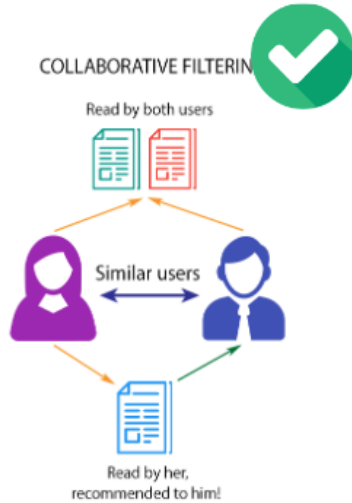 COLLABORATIVE FILTERIN
Read by both users
Similar users
Read by her,
recommended to him!